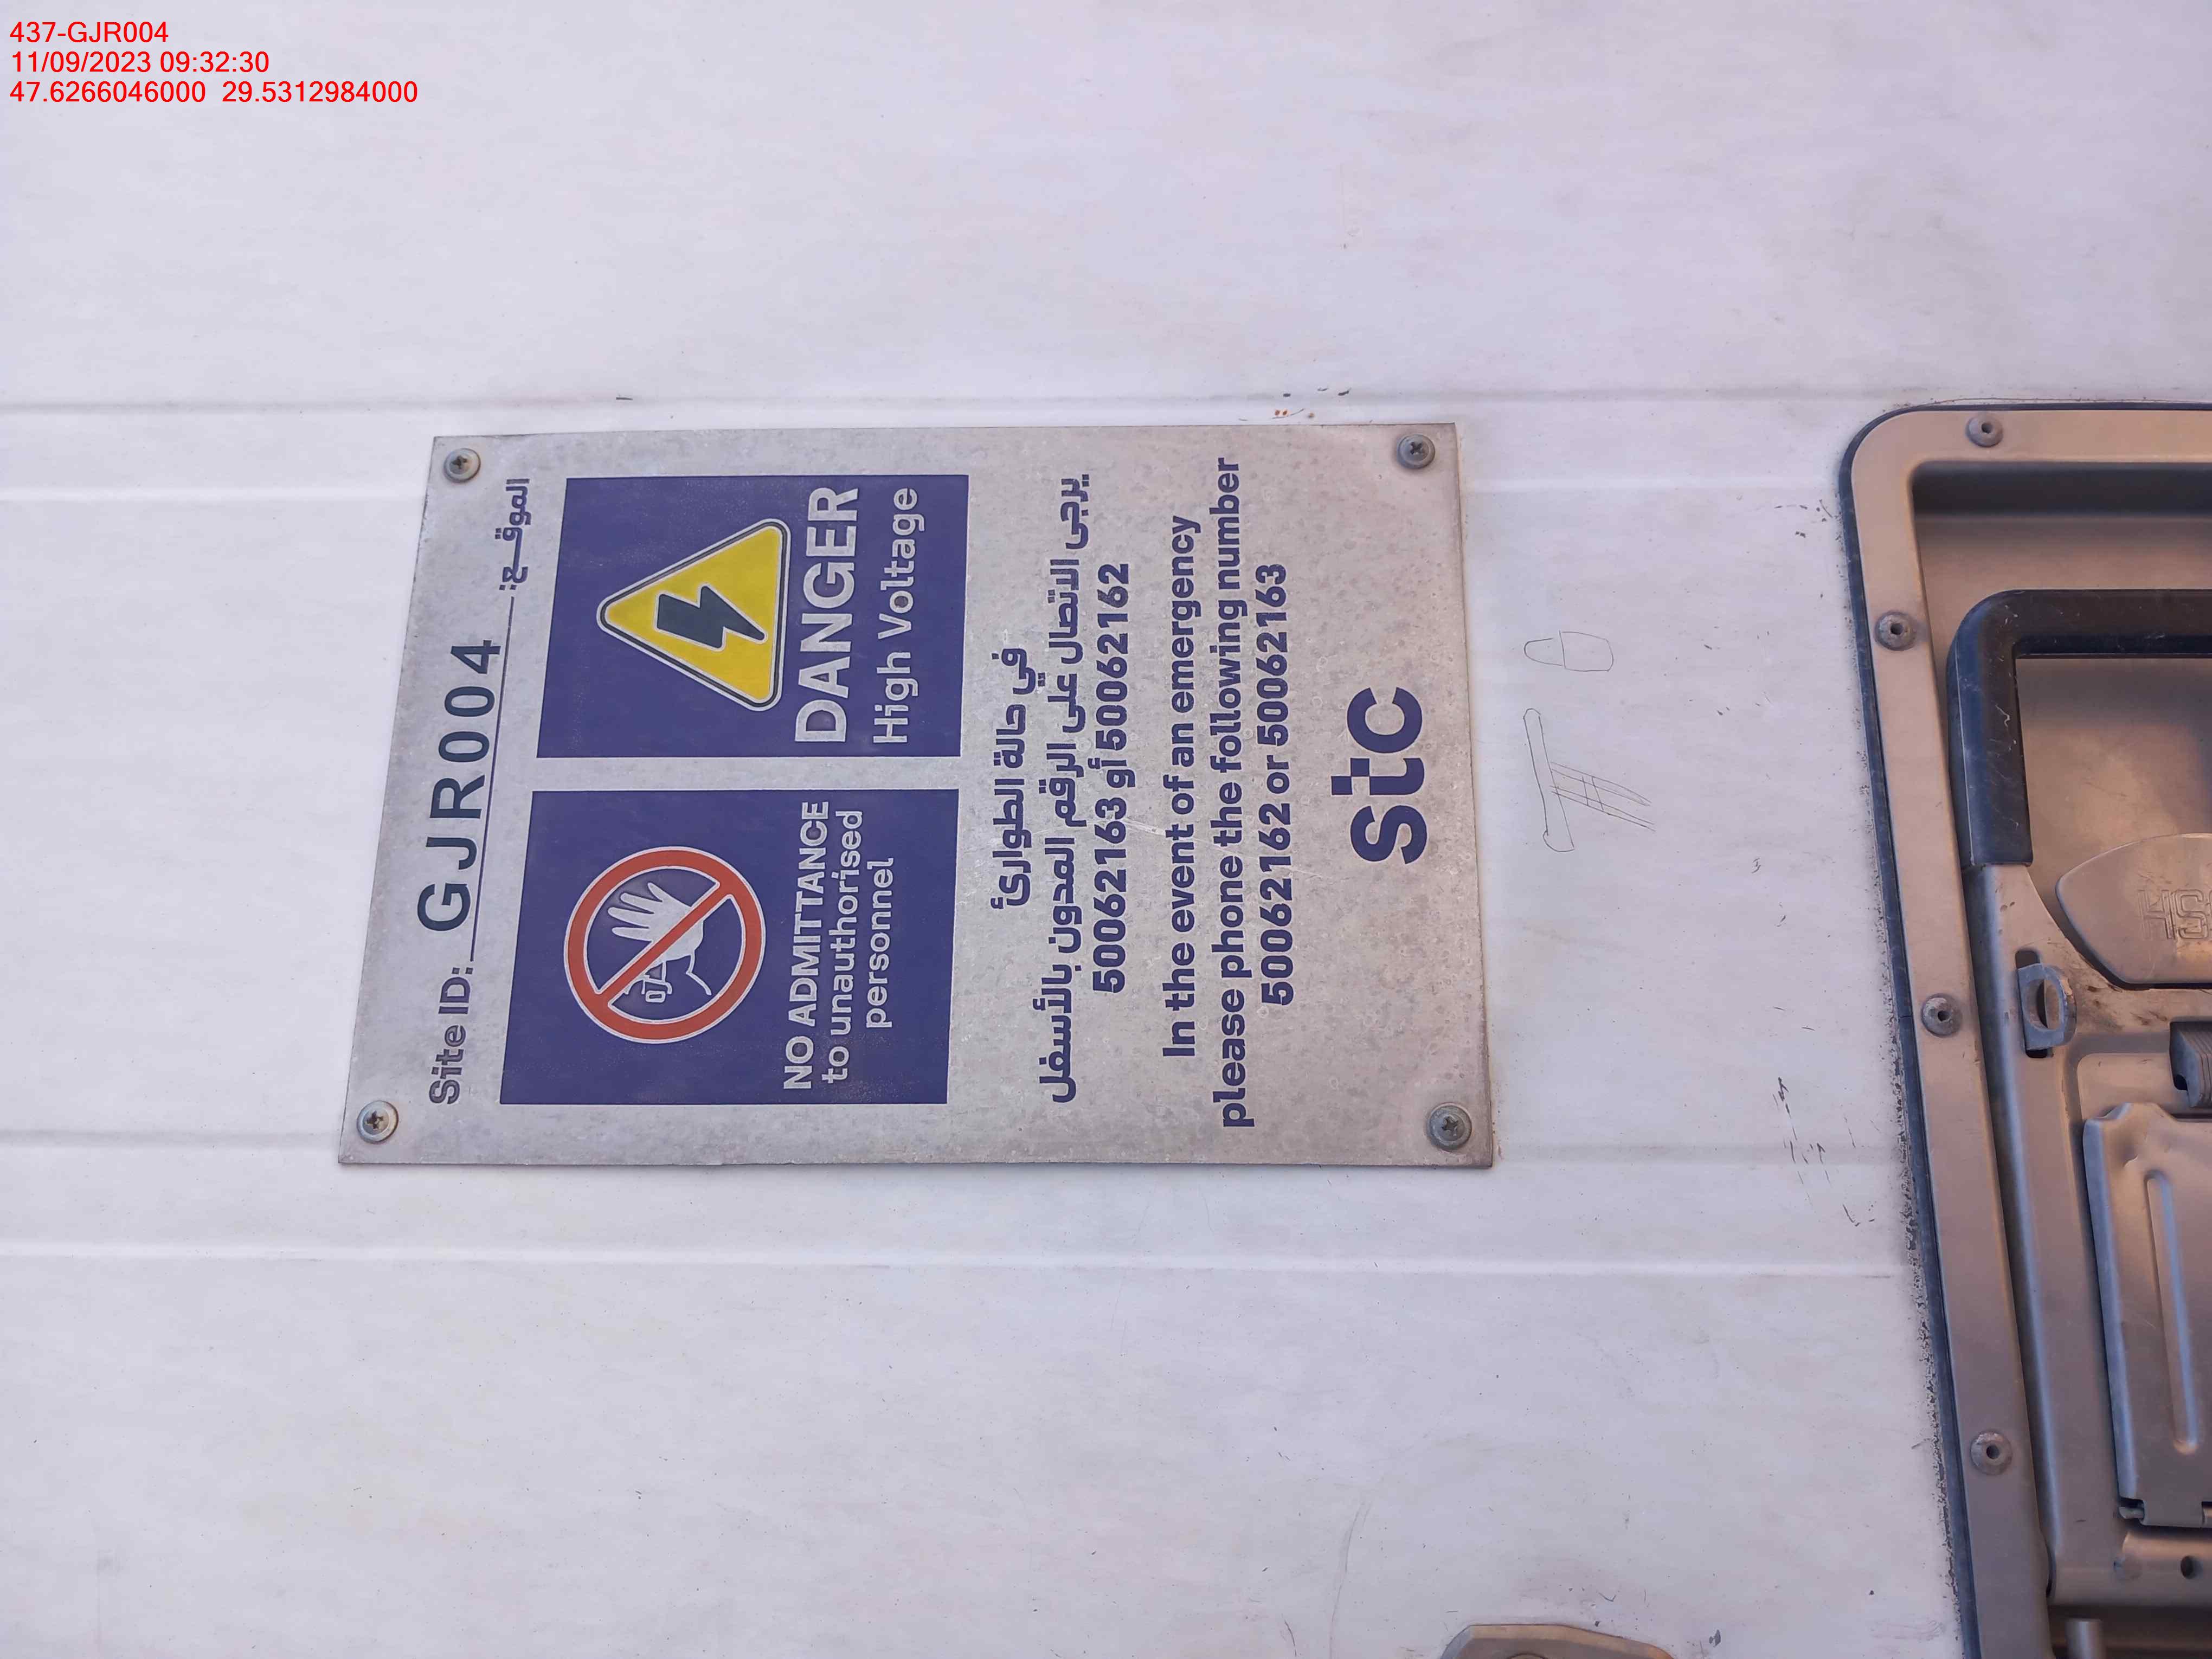 437-GJR004
11/09/2023 09:32:30
47.6266046000 29.5312984000
Site ID: GJR004 الموقـــع:
NO ADMITTANCE
to unauthorised
personnel
DANGER
High Voltage
في حالة الطوارئ
يرجى الاتصال على الرقم المدون بالأسفل
50062163 أو 50062162
In the event of an emergency
please phone the following number
50062162 or 50062163
stc